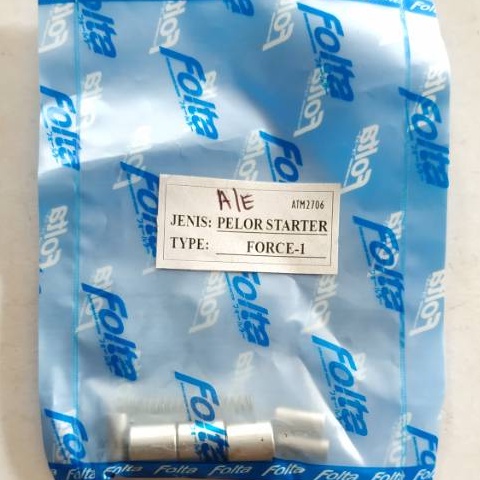 Folta
A/E
ATM2706
JENIS: PELOR STARTER
TYPE: FORCE-1
Folta
Folta Folta Folta Folta Folta Folta